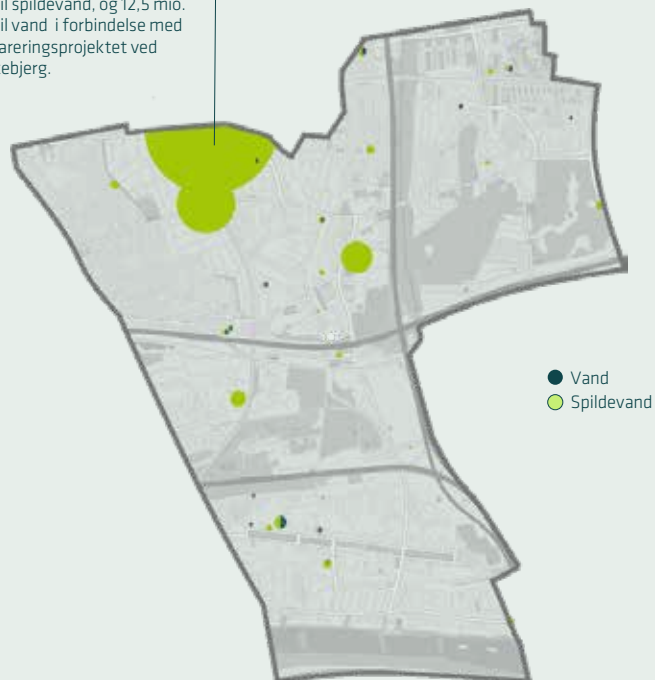 il spildevand, og 12,5 mio.
il vand i forbindelse med
areringsprojektet ved
ebjerg.
Vand
Spildevand